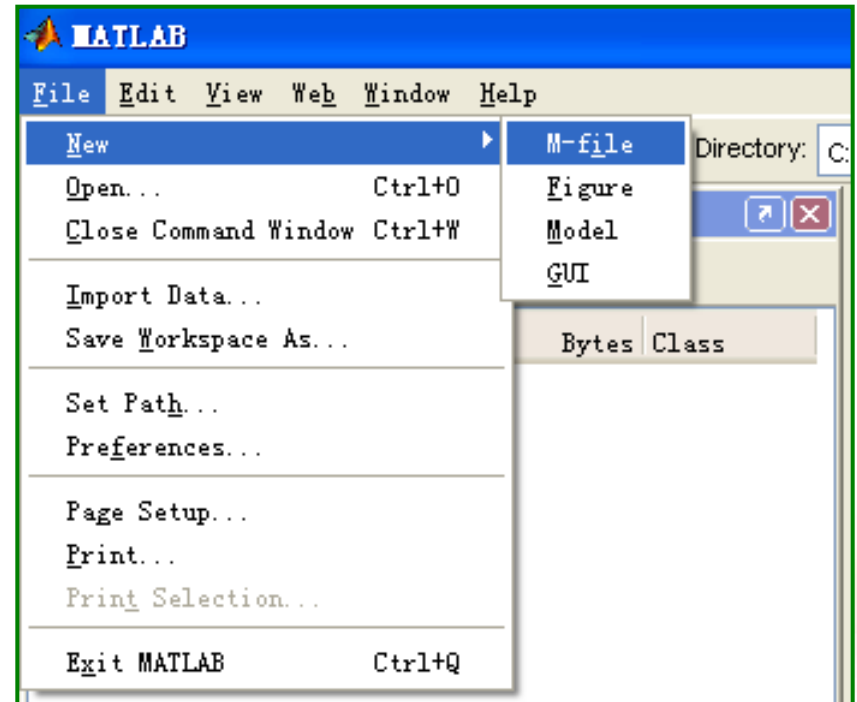 MATLAB
File Edit View Web Window Help
New
Open... Ctrl+O
Close Command Window Ctrl+W
Import Data...
Save Workspace As...
Set Path...
Preferences...
Page Setup...
Print...
Print Selection...
Exit MATLAB Ctrl+Q
M-file
Figure
Model
GUI
Directory: C:
Bytes Class